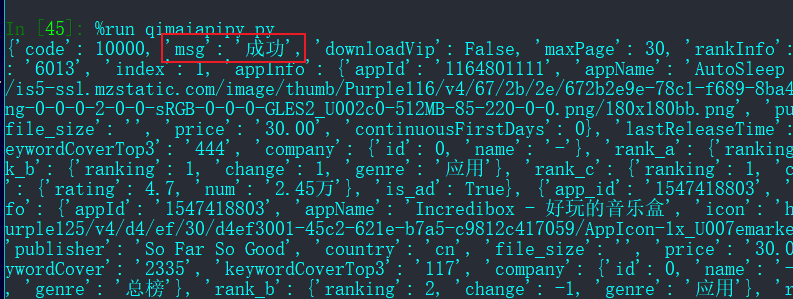 In [45]: %run qimaiapipy.py
{'code': 10000, 'msg': '成功', 'downloadVip': False, 'maxPage': 30, 'rankInfo':
: '6013', 'index': 1, 'appInfo': {'appId': '1164801111', 'appName': 'AutoSleep
/is5-ssl.mzstatic.com/image/thumb/Purple116/v4/67/2b/2e/672b2e9e-78c1-f689-8ba4
ng-0-0-0-2-0-0-sRGB-0-0-0-GLES2_U002c0-512MB-85-220-0-0.png/180x180bb.png', 'pu
file_size': '', 'price': '30.00', 'continuousFirstDays': 0}, 'lastReleaseTime':
eywordCoverTop3': '444', 'company': {'id': 0, 'name': '-'}, 'rank_a': {'ranking
k_b': {'ranking': 1, 'change': 1, 'genre': '应用'}, 'rank_c': {'ranking': 1, 'c
: {'rating': 4.7, 'num': '2.45万'}, 'is_ad': True}, {'app_id': '1547418803', '
fo': {'appId': '1547418803', 'appName': 'Incredibox - 好玩的音乐盒', 'icon': 'h
urple125/v4/d4/ef/30/d4ef3001-45c2-621e-b7a5-c9812c417059/AppIcon-1x_U007emarke
'publisher': 'So Far So Good', 'country': 'cn', 'file_size': '', 'price': '30.0
ywordCover': '2335', 'keywordCoverTop3': '117', 'company': {'id': 0, 'name': '-
, 'genre': '总榜'}, 'rank_b': {'ranking': 2, 'change': -1, 'genre': '应用'}, 'r